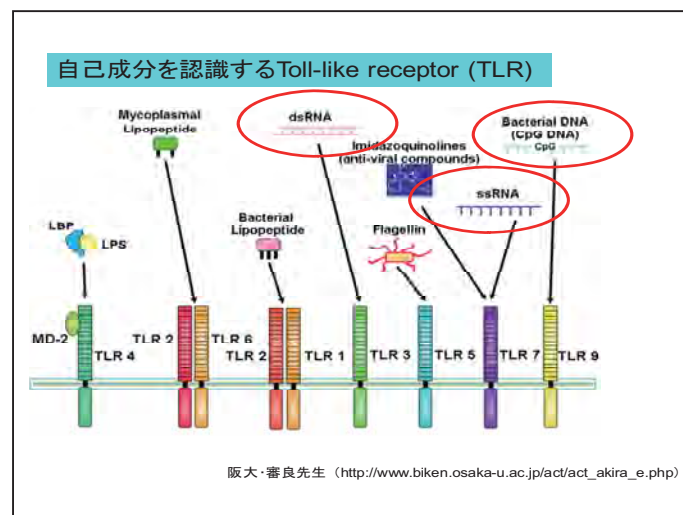 自己成分を認識するToll-like receptor (TLR)
Mycoplasmal
Lipopeptide
dsRNA
Bacterial DNA
(CpG DNA)
CpG
Imidazoquinolines
(anti-viral compounds)
ssRNA
LBP
LPS
Bacterial
Lipopeptide
Flagellin
MD-2
TLR 4
TLR 2
TLR 6
TLR 2
TLR 1
TLR 3
TLR 5
TLR 7
TLR 9
阪大・審良先生（http://www.biken.osaka-u.ac.jp/act/act_akira_e.php）